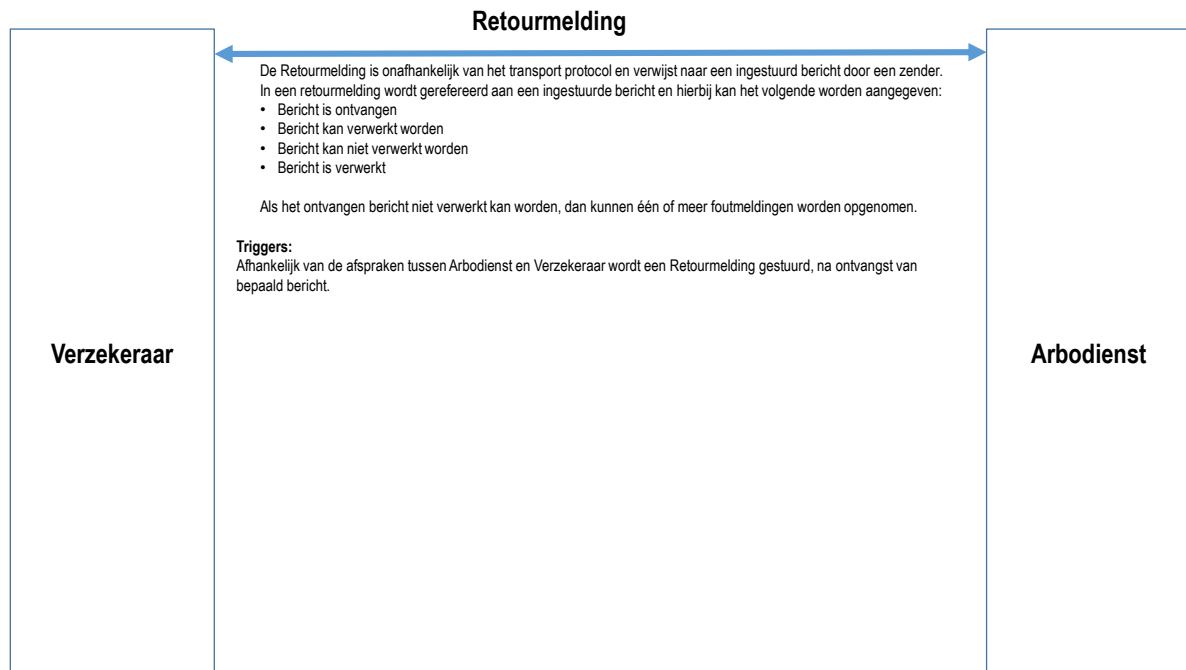 Retourmelding
De Retourmelding is onafhankelijk van het transport protocol en verwijst naar een ingestuurd bericht door een zender.
In een retourmelding wordt gerefereerd aan een ingestuurde bericht en hierbij kan het volgende worden aangegeven:
• Bericht is ontvangen
• Bericht kan verwerkt worden
• Bericht kan niet verwerkt worden
• Bericht is verwerkt
Als het ontvangen bericht niet verwerkt kan worden, dan kunnen één of meer foutmeldingen worden opgenomen.
Triggers:
Afhankelijk van de afspraken tussen Arbodienst en Verzekeraar wordt een Retourmelding gestuurd, na ontvangst van
bepaald bericht.
Verzekeraar
Arbodienst